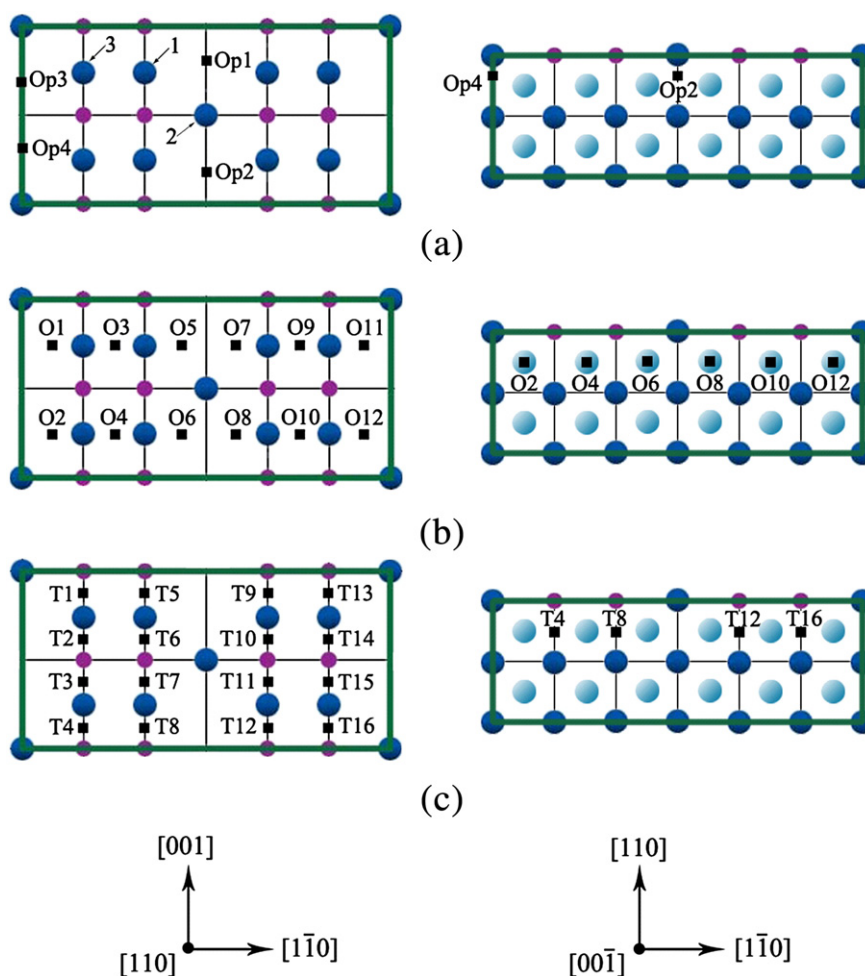 3 1 Op1
Op3
2
Op4 Op2
Op4 Op2
(a)
O1 O3 O5 O7 O9 O11
O2 O4 O6 O8 O10 O12
O2 O4 O6 O8 O10 O12
(b)
T1 T5 T9 T13
T2 T6 T10 T14
T3 T7 T11 T15
T4 T8 T12 T16
T4 T8 T12 T16
(c)
[001] [110]
[11̄0] [11̄0]
[110] [001̄]